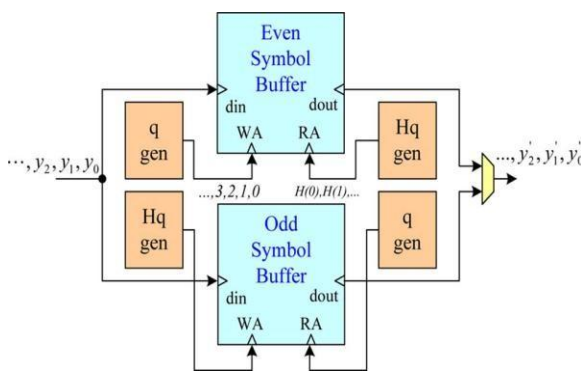 Even
Symbol
Buffer
din
dout
WA RA
q
gen
Hq
gen
..., y₂, y₁, y₀
..., y'₂, y'₁, y'₀
...,3,2,1,0
H(0),H(1),...
Hq
gen
Odd
Symbol
Buffer
q
gen
din
dout
WA RA